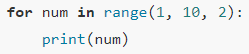 for num in range(1, 10, 2):
    print(num)